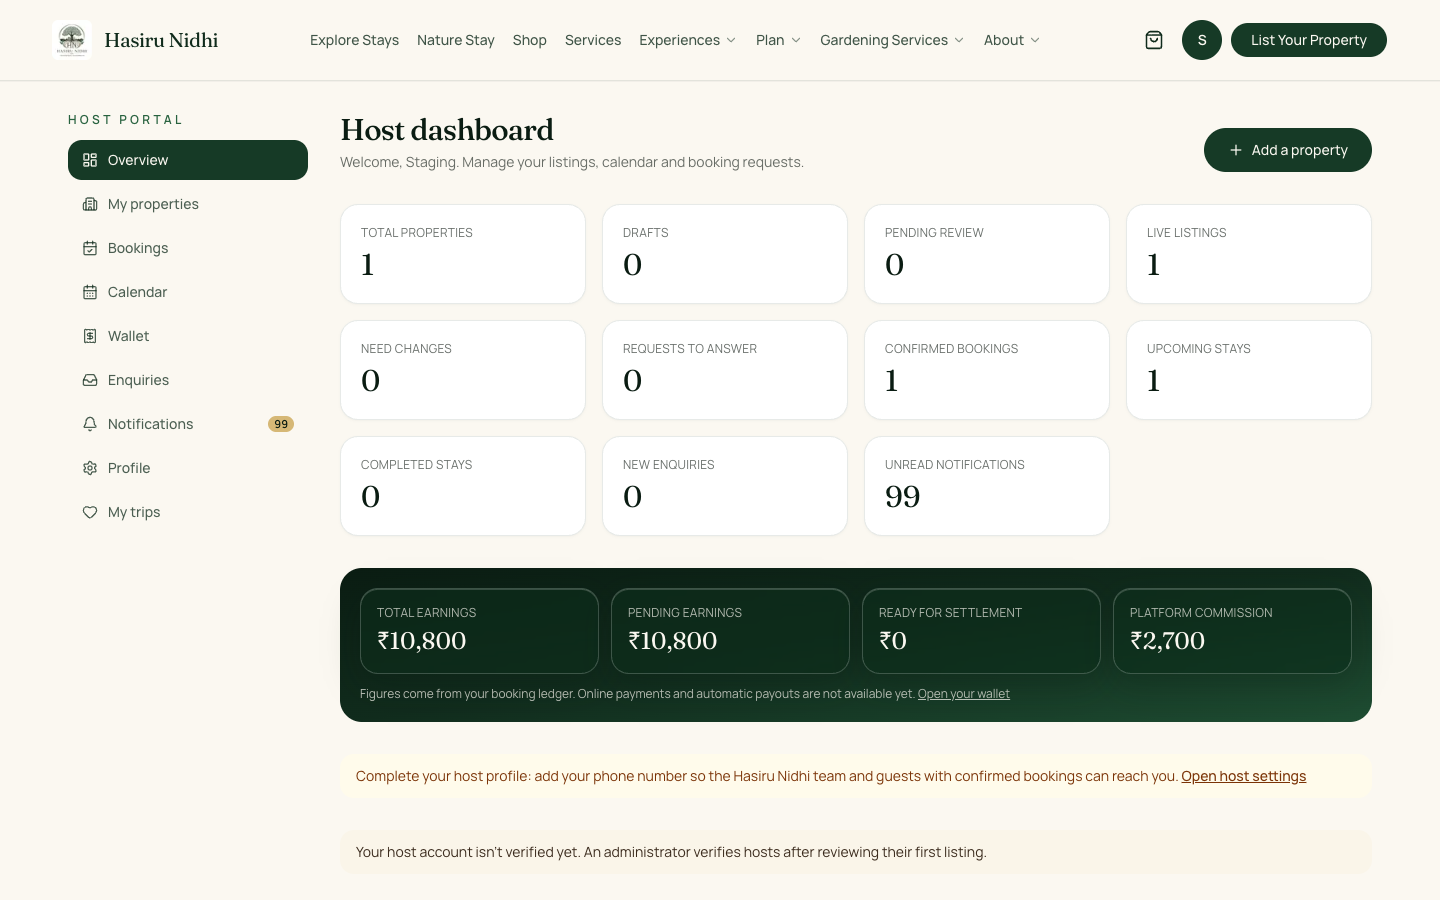 Hasiru Nidhi
Explore Stays
Nature Stay
Shop
Services
Experiences
Plan
Gardening Services
About
S
List Your Property
HOST PORTAL
Overview
My properties
Bookings
Calendar
Wallet
Enquiries
Notifications
99
Profile
My trips
Host dashboard
Welcome, Staging. Manage your listings, calendar and booking requests.
Add a property
TOTAL PROPERTIES
1
DRAFTS
0
PENDING REVIEW
0
LIVE LISTINGS
1
NEED CHANGES
0
REQUESTS TO ANSWER
0
CONFIRMED BOOKINGS
1
UPCOMING STAYS
1
COMPLETED STAYS
0
NEW ENQUIRIES
0
UNREAD NOTIFICATIONS
99
TOTAL EARNINGS
₹10,800
PENDING EARNINGS
₹10,800
READY FOR SETTLEMENT
₹0
PLATFORM COMMISSION
₹2,700
Figures come from your booking ledger. Online payments and automatic payouts are not available yet. Open your wallet
Complete your host profile: add your phone number so the Hasiru Nidhi team and guests with confirmed bookings can reach you. Open host settings
Your host account isn't verified yet. An administrator verifies hosts after reviewing their first listing.